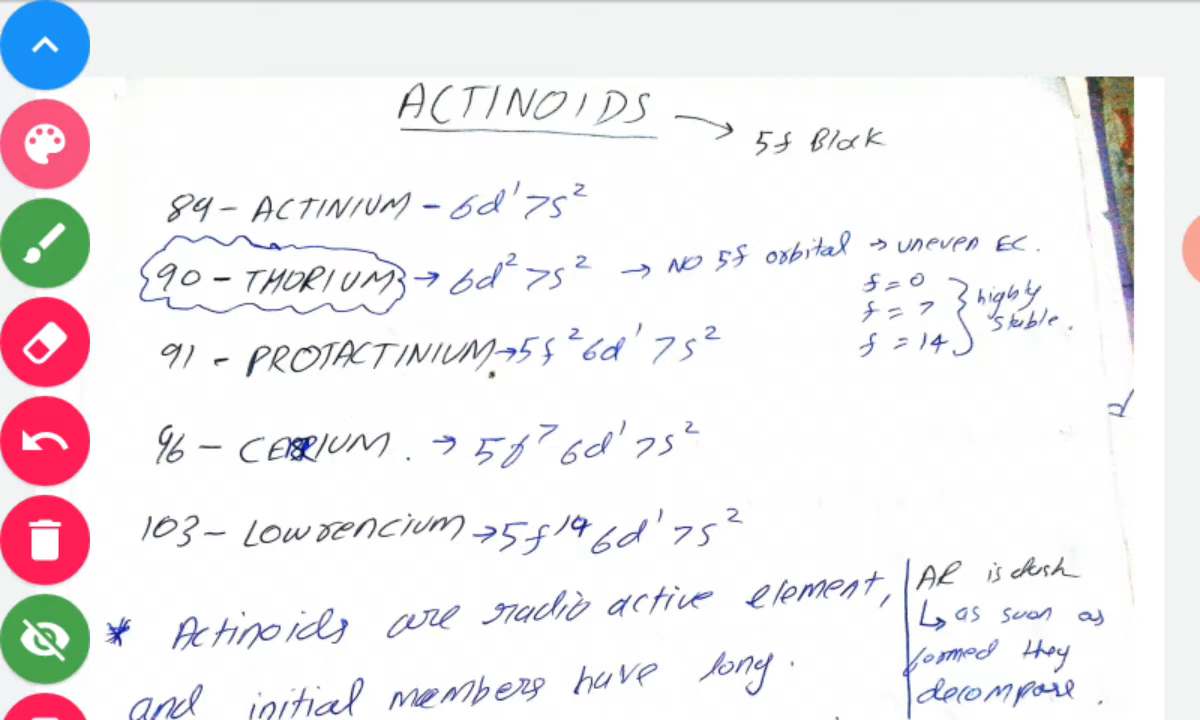 ACTINOIDS → 5f Block
89 - ACTINIUM - 6d¹7s²
90 - THORIUM → 6d²7s² → NO 5f orbital → uneven EC.
f = 0
f = 7 } highly stable.
f = 14
91 - PROTACTINIUM → 5f²6d¹7s²
96 - CERIUM. → 5f⁷6d¹7s²
103 - Lowrencium → 5f¹⁴6d¹7s²
* Actinoids are radio active element,
and initial members have long.
AR is
↳ as soon as
formed they
decompose.